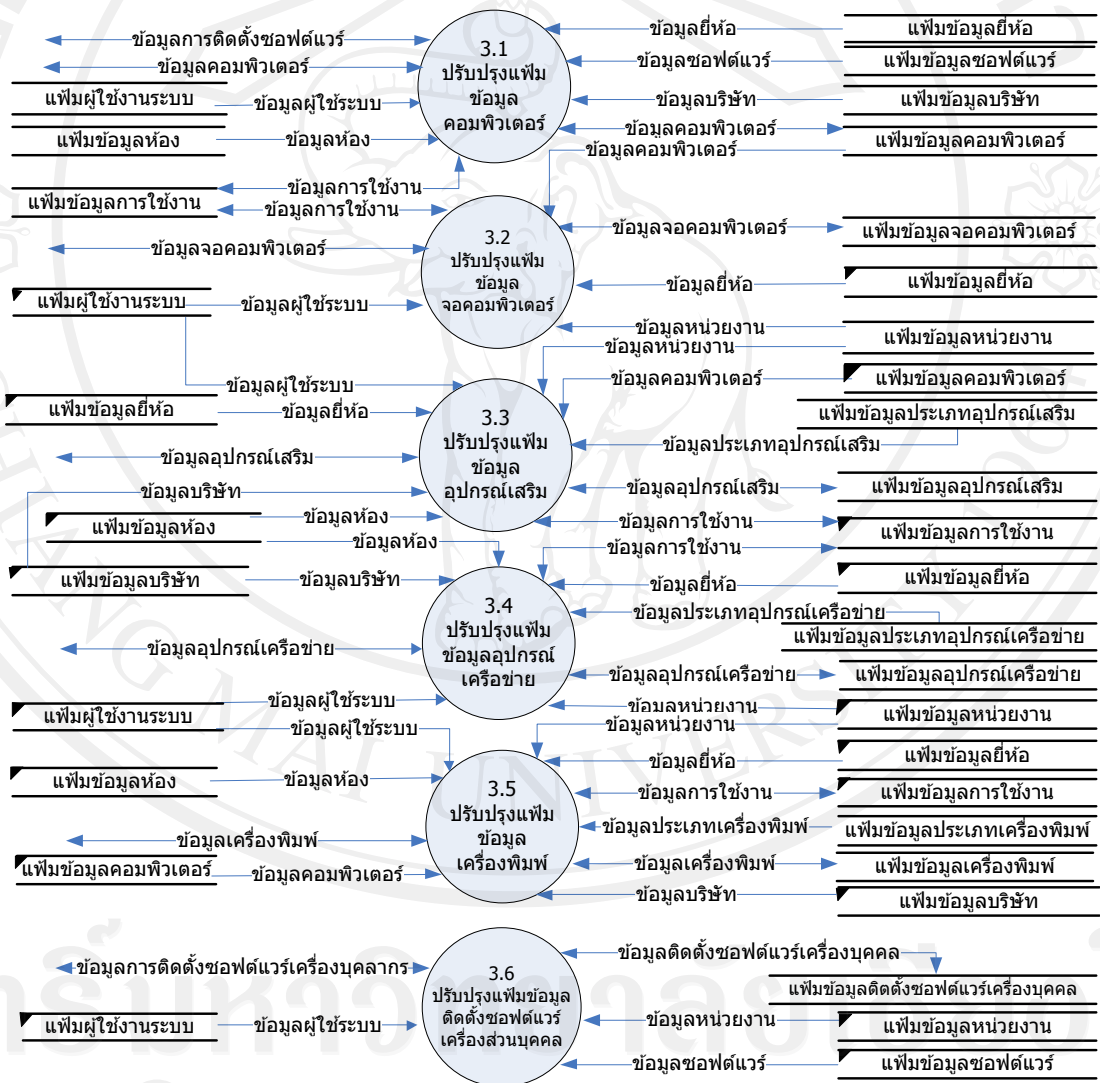 ข้อมูลการติดตั้งซอฟต์แวร์
ข้อมูลคอมพิวเตอร์
แฟ้มผู้ใช้งานระบบ
ข้อมูลผู้ใช้ระบบ
แฟ้มข้อมูลห้อง
ข้อมูลห้อง
3.1
ปรับปรุงแฟ้ม
ข้อมูล
คอมพิวเตอร์
ข้อมูลยี่ห้อ
แฟ้มข้อมูลยี่ห้อ
ข้อมูลซอฟต์แวร์
แฟ้มข้อมูลซอฟต์แวร์
ข้อมูลบริษัท
แฟ้มข้อมูลบริษัท
ข้อมูลคอมพิวเตอร์
แฟ้มข้อมูลคอมพิวเตอร์
ข้อมูลคอมพิวเตอร์
ข้อมูลการใช้งาน
แฟ้มข้อมูลการใช้งาน
ข้อมูลการใช้งาน
ข้อมูลจอคอมพิวเตอร์
แฟ้มผู้ใช้งานระบบ
ข้อมูลผู้ใช้ระบบ
3.2
ปรับปรุงแฟ้ม
ข้อมูล
จอคอมพิวเตอร์
ข้อมูลจอคอมพิวเตอร์
แฟ้มข้อมูลจอคอมพิวเตอร์
ข้อมูลยี่ห้อ
แฟ้มข้อมูลยี่ห้อ
ข้อมูลหน่วยงาน
แฟ้มข้อมูลหน่วยงาน
ข้อมูลหน่วยงาน
ข้อมูลผู้ใช้ระบบ
แฟ้มข้อมูลยี่ห้อ
ข้อมูลยี่ห้อ
ข้อมูลอุปกรณ์เสริม
ข้อมูลบริษัท
แฟ้มข้อมูลห้อง
ข้อมูลห้อง
3.3
ปรับปรุงแฟ้ม
ข้อมูล
อุปกรณ์เสริม
ข้อมูลคอมพิวเตอร์
แฟ้มข้อมูลคอมพิวเตอร์
แฟ้มข้อมูลประเภทอุปกรณ์เสริม
ข้อมูลประเภทอุปกรณ์เสริม
ข้อมูลอุปกรณ์เสริม
แฟ้มข้อมูลอุปกรณ์เสริม
ข้อมูลการใช้งาน
แฟ้มข้อมูลการใช้งาน
ข้อมูลห้อง
ข้อมูลการใช้งาน
แฟ้มข้อมูลบริษัท
ข้อมูลบริษัท
ข้อมูลอุปกรณ์เครือข่าย
แฟ้มผู้ใช้งานระบบ
ข้อมูลผู้ใช้ระบบ
3.4
ปรับปรุงแฟ้ม
ข้อมูลอุปกรณ์
เครือข่าย
ข้อมูลยี่ห้อ
แฟ้มข้อมูลยี่ห้อ
ข้อมูลประเภทอุปกรณ์เครือข่าย
แฟ้มข้อมูลประเภทอุปกรณ์เครือข่าย
ข้อมูลอุปกรณ์เครือข่าย
แฟ้มข้อมูลอุปกรณ์เครือข่าย
ข้อมูลหน่วยงาน
แฟ้มข้อมูลหน่วยงาน
ข้อมูลผู้ใช้ระบบ
ข้อมูลหน่วยงาน
แฟ้มข้อมูลห้อง
ข้อมูลห้อง
ข้อมูลเครื่องพิมพ์
แฟ้มข้อมูลคอมพิวเตอร์
ข้อมูลคอมพิวเตอร์
3.5
ปรับปรุงแฟ้ม
ข้อมูล
เครื่องพิมพ์
ข้อมูลยี่ห้อ
แฟ้มข้อมูลยี่ห้อ
ข้อมูลการใช้งาน
แฟ้มข้อมูลการใช้งาน
ข้อมูลประเภทเครื่องพิมพ์
แฟ้มข้อมูลประเภทเครื่องพิมพ์
ข้อมูลเครื่องพิมพ์
แฟ้มข้อมูลเครื่องพิมพ์
ข้อมูลบริษัท
แฟ้มข้อมูลบริษัท
ข้อมูลการติดตั้งซอฟต์แวร์เครื่องบุคลากร
แฟ้มผู้ใช้งานระบบ
ข้อมูลผู้ใช้ระบบ
3.6
ปรับปรุงแฟ้มข้อมูล
ติดตั้งซอฟต์แวร์
เครื่องส่วนบุคคล
ข้อมูลติดตั้งซอฟต์แวร์เครื่องบุคคล
แฟ้มข้อมูลติดตั้งซอฟต์แวร์เครื่องบุคคล
ข้อมูลหน่วยงาน
แฟ้มข้อมูลหน่วยงาน
ข้อมูลซอฟต์แวร์
แฟ้มข้อมูลซอฟต์แวร์
CHIANG MAI UNIVERSITY 1964